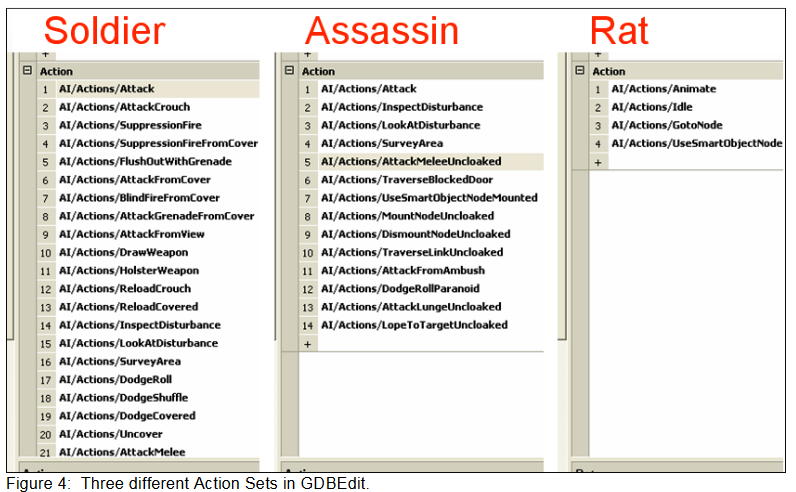 Soldier
Action
1 AI/Actions/Attack
2 AI/Actions/AttackCrouch
3 AI/Actions/SuppressionFire
4 AI/Actions/SuppressionFireFromCover
5 AI/Actions/FlushOutWithGrenade
6 AI/Actions/AttackFromCover
7 AI/Actions/BlindFireFromCover
8 AI/Actions/AttackGrenadeFromCover
9 AI/Actions/AttackFromView
10 AI/Actions/DrawWeapon
11 AI/Actions/HolsterWeapon
12 AI/Actions/ReloadCrouch
13 AI/Actions/ReloadCovered
14 AI/Actions/InspectDisturbance
15 AI/Actions/LookAtDisturbance
16 AI/Actions/SurveyArea
17 AI/Actions/DodgeRoll
18 AI/Actions/DodgeShuffle
19 AI/Actions/DodgeCovered
20 AI/Actions/Uncover
21 AI/Actions/AttackMelee
Assassin
Action
1 AI/Actions/Attack
2 AI/Actions/InspectDisturbance
3 AI/Actions/LookAtDisturbance
4 AI/Actions/SurveyArea
5 AI/Actions/AttackMeleeUncloaked
6 AI/Actions/TraverseBlockedDoor
7 AI/Actions/UseSmartObjectNodeMounted
8 AI/Actions/MountNodeUncloaked
9 AI/Actions/DismountNodeUncloaked
10 AI/Actions/TraverseLinkUncloaked
11 AI/Actions/AttackFromAmbush
12 AI/Actions/DodgeRollParanoid
13 AI/Actions/AttackLungeUncloaked
14 AI/Actions/LopeToTargetUncloaked
+
Rat
Action
1 AI/Actions/Animate
2 AI/Actions/Idle
3 AI/Actions/GotoNode
4 AI/Actions/UseSmartObjectNode
+
Figure 4: Three different Action Sets in GDBEdit.